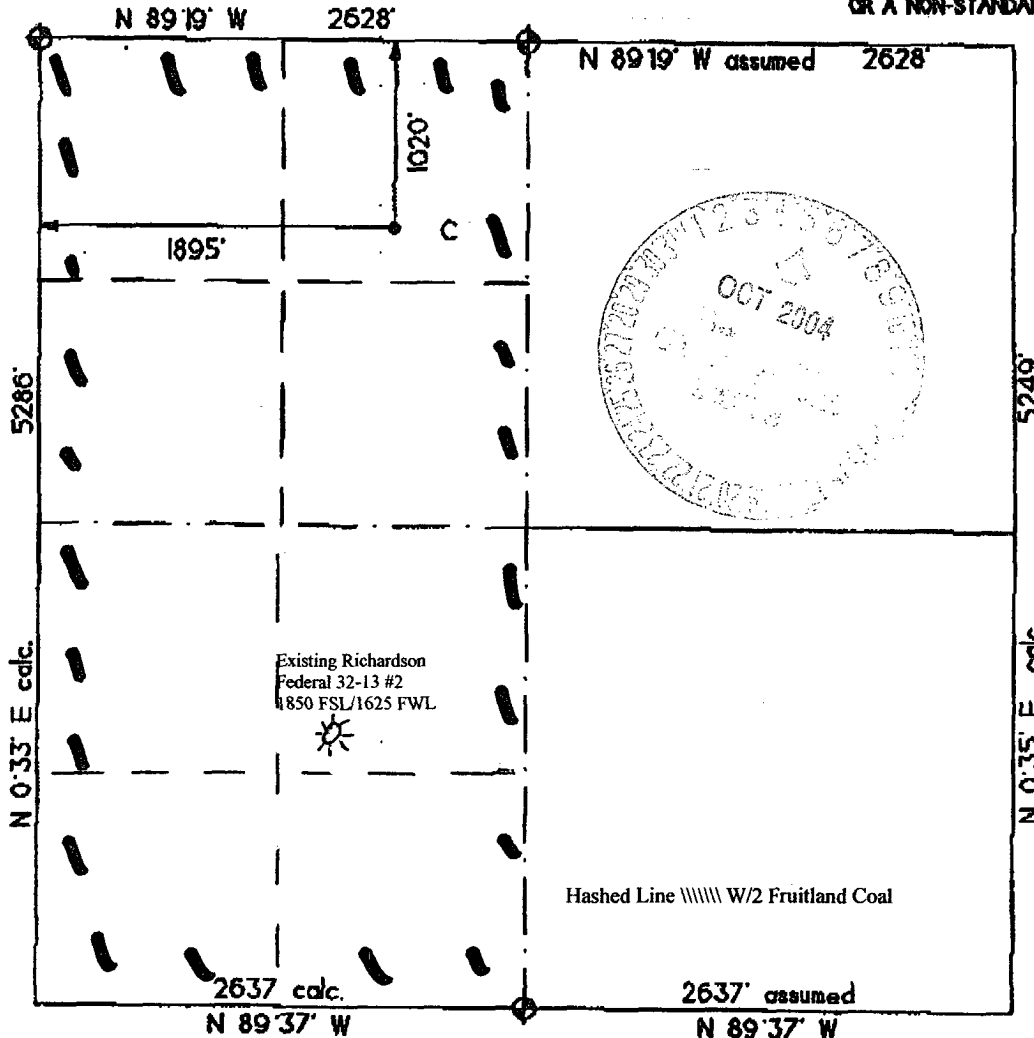 OR A NON-STANDAR
N 89°19' W 2628'
N 89°19' W assumed 2628'
1020'
1895'
C
OCT 2004
5286'
5249'
Existing Richardson
Federal 32-13 #2
1850 FSL/1625 FWL
N 0°33' E calc.
N 0°35' E calc
Hashed Line \\\\\\\ W/2 Fruitland Coal
2637 calc.
N 89°37' W
2637' assumed
N 89°37' W